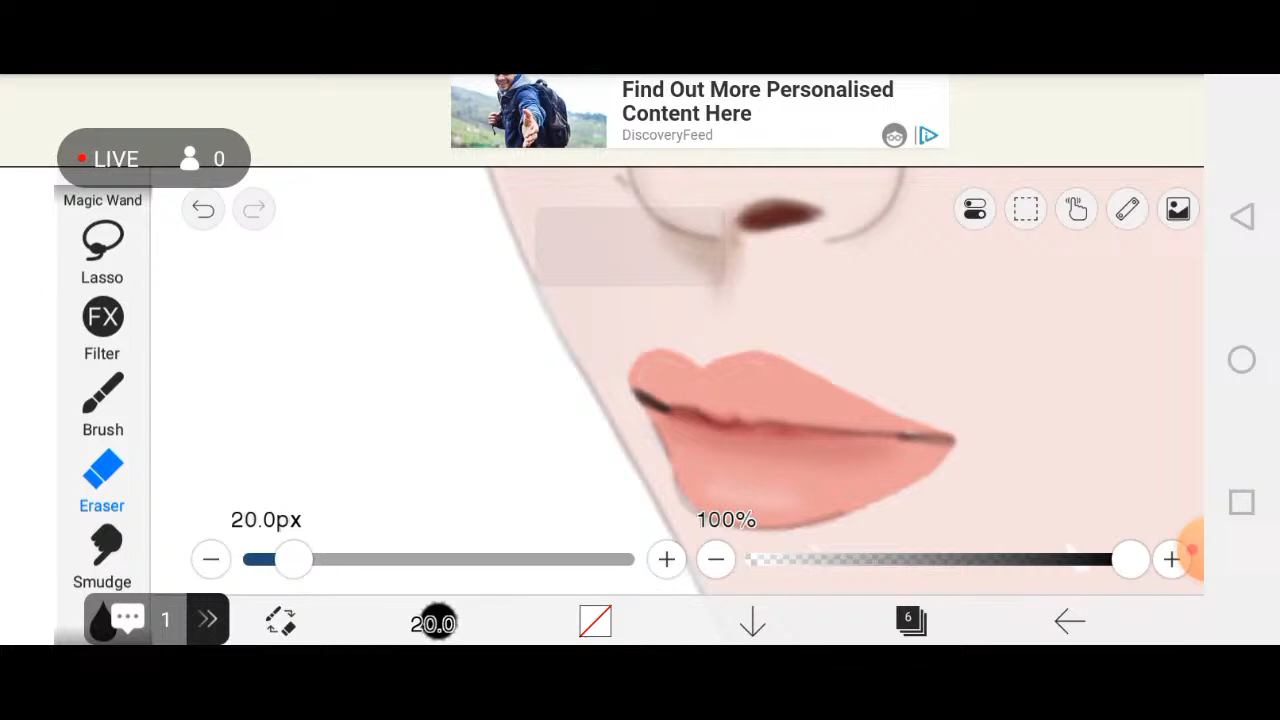 Find Out More Personalised
Content Here
DiscoveryFeed
LIVE 0
Magic Wand
Lasso
FX
Filter
Brush
Eraser
Smudge
20.0px
100%
1
20.0
6